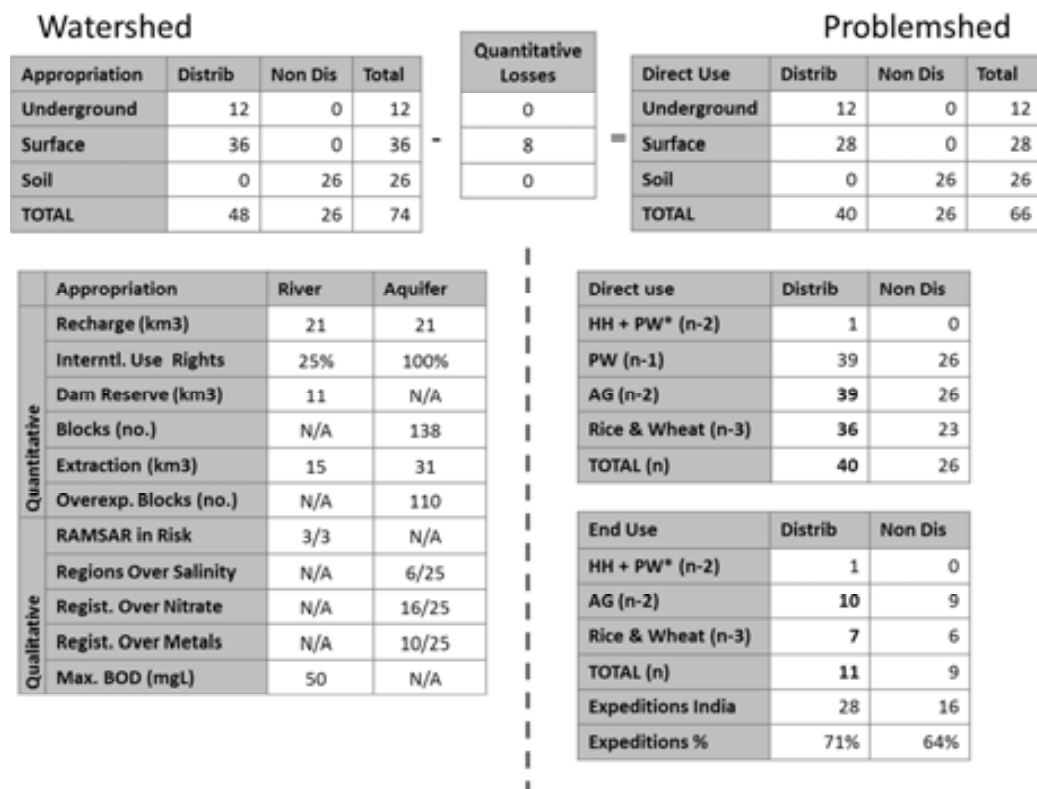 Watershed
Problemshed
Appropriation Distrib Non Dis Total
Underground 12 0 12
Surface 36 0 36
Soil 0 26 26
TOTAL 48 26 74
-
Quantitative
Losses
0
8
0
=
Direct Use Distrib Non Dis Total
Underground 12 0 12
Surface 28 0 28
Soil 0 26 26
TOTAL 40 26 66
Appropriation River Aquifer
Quantitative
Recharge (km3) 21 21
Interntl. Use Rights 25% 100%
Dam Reserve (km3) 11 N/A
Blocks (no.) N/A 138
Extraction (km3) 15 31
Overexp. Blocks (no.) N/A 110
Qualitative
RAMSAR in Risk 3/3
Regions Over Salinity N/A 6/25
Regist. Over Nitrate N/A 16/25
Regist. Over Metals N/A 10/25
Max. BOD (mgL) 50 N/A
Direct use Distrib Non Dis
HH + PW* (n-2) 1 0
PW (n-1) 39 26
AG (n-2) 39 26
Rice & Wheat (n-3) 36 23
TOTAL (n) 40 26
End Use Distrib Non Dis
HH + PW* (n-2) 1 0
AG (n-2) 10 9
Rice & Wheat (n-3) 7 6
TOTAL (n) 11 9
Expeditions India 28 16
Expeditions % 71% 64%